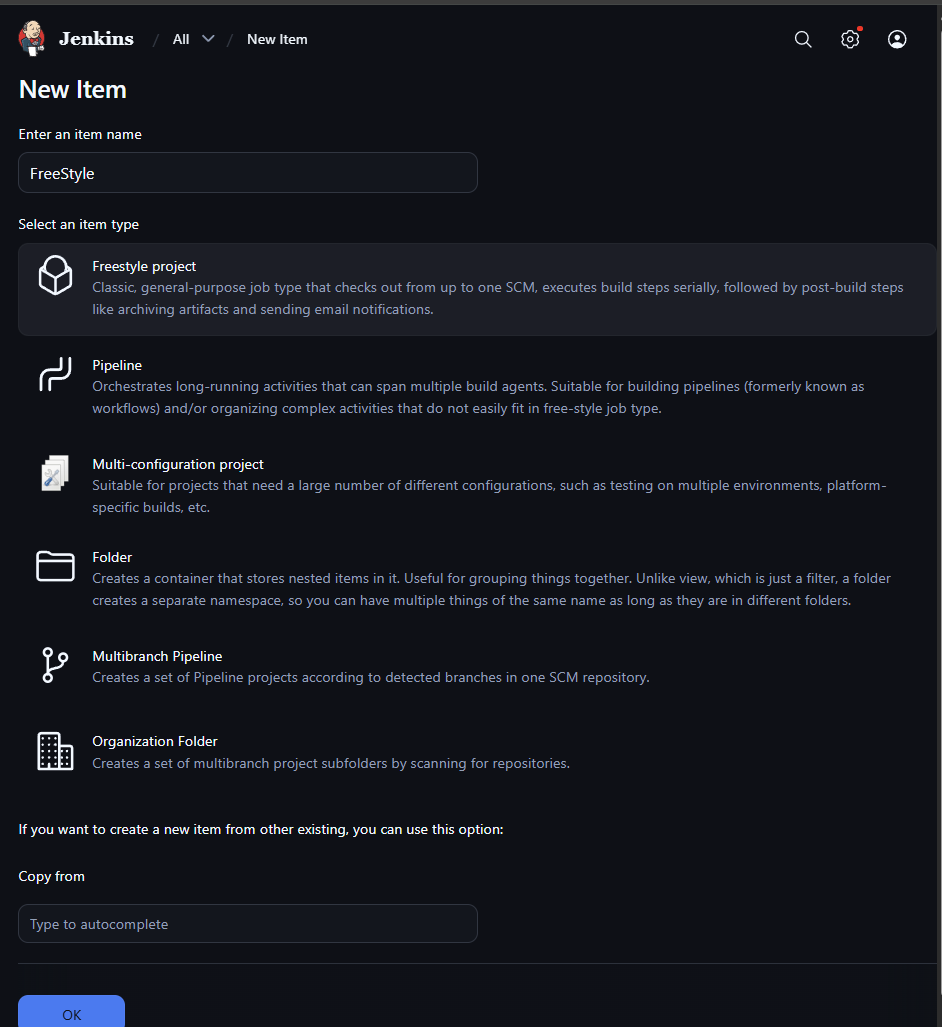 Jenkins / All / New Item
New Item
Enter an item name
FreeStyle
Select an item type
Freestyle project
Classic, general-purpose job type that checks out from up to one SCM, executes build steps serially, followed by post-build steps
like archiving artifacts and sending email notifications.
Pipeline
Orchestrates long-running activities that can span multiple build agents. Suitable for building pipelines (formerly known as
workflows) and/or organizing complex activities that do not easily fit in free-style job type.
Multi-configuration project
Suitable for projects that need a large number of different configurations, such as testing on multiple environments, platform-
specific builds, etc.
Folder
Creates a container that stores nested items in it. Useful for grouping things together. Unlike view, which is just a filter, a folder
creates a separate namespace, so you can have multiple things of the same name as long as they are in different folders.
Multibranch Pipeline
Creates a set of Pipeline projects according to detected branches in one SCM repository.
Organization Folder
Creates a set of multibranch project subfolders by scanning for repositories.
If you want to create a new item from other existing, you can use this option:
Copy from
Type to autocomplete
OK